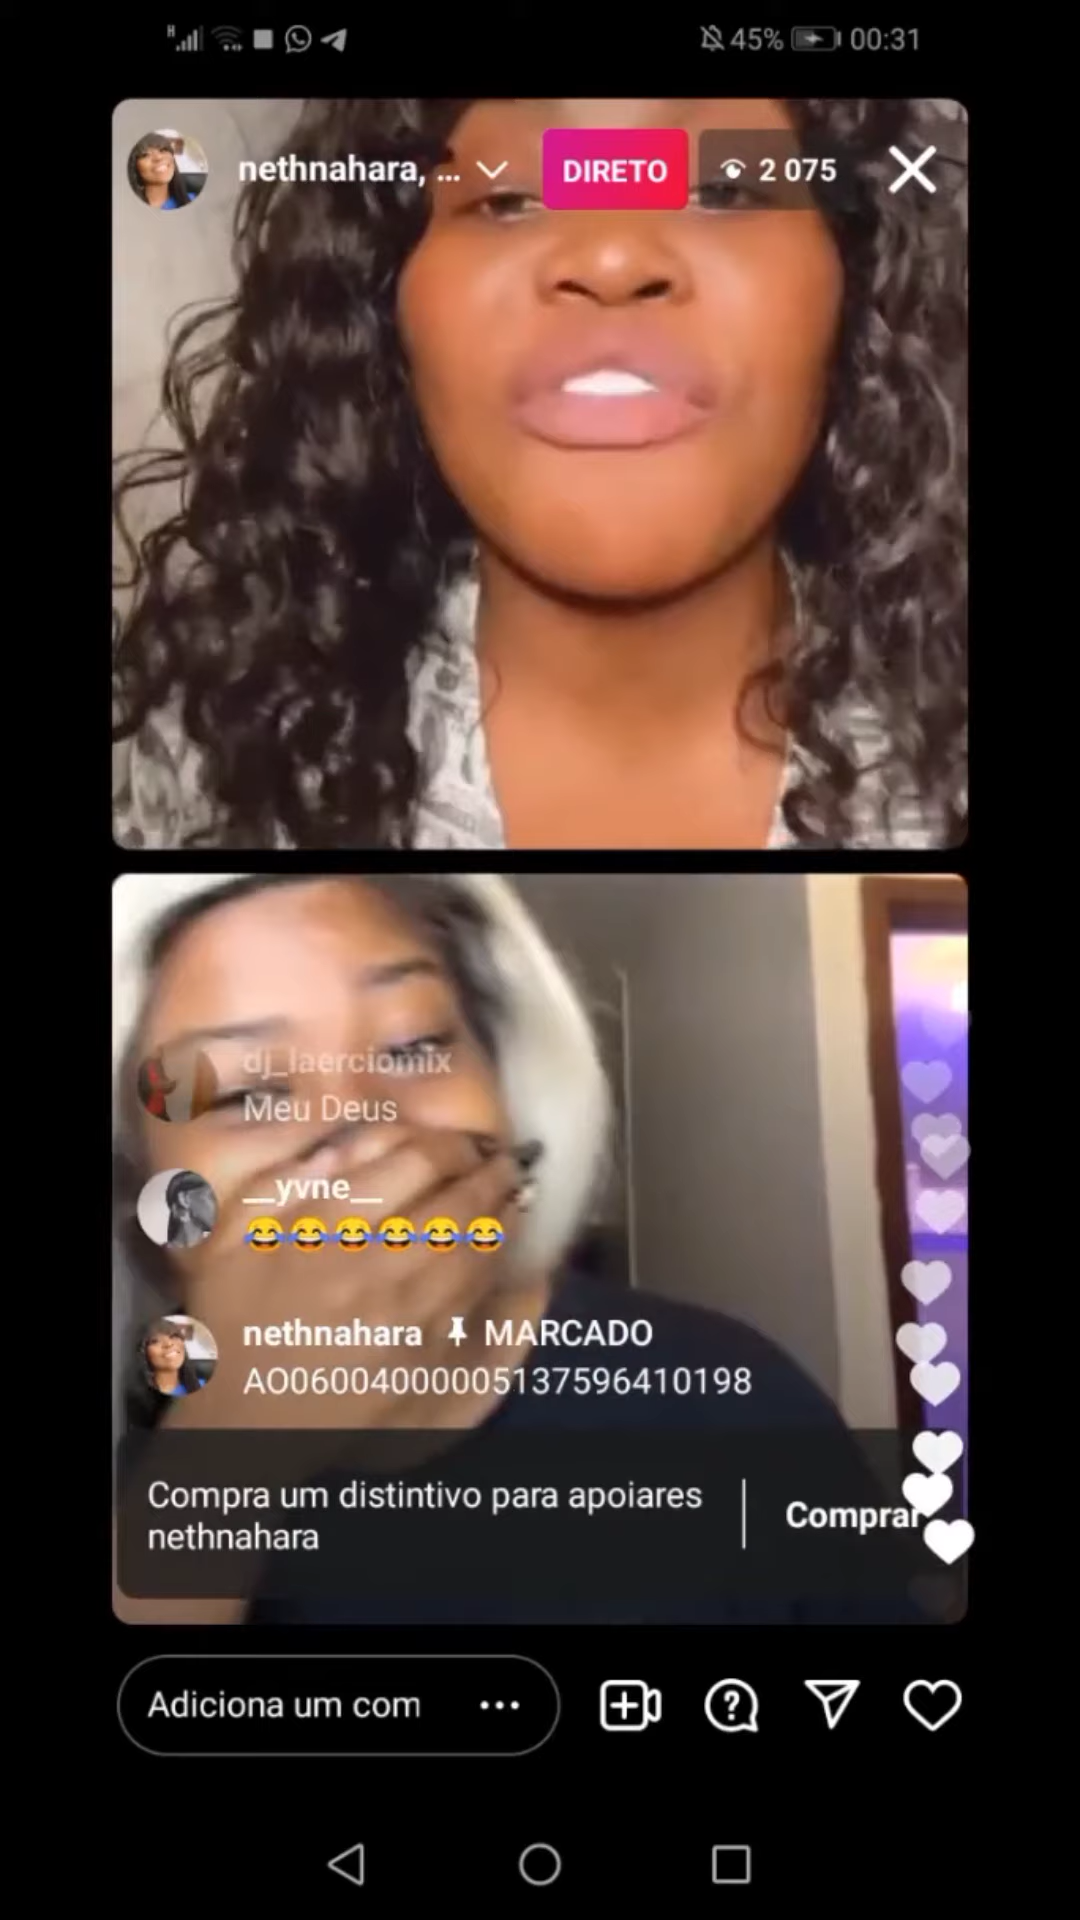 H 45% 00:31
nethnahara, ... DIRETO 2 075
dj_laerciomix
Meu Deus
__yvne__
😂😂😂😂😂😂
nethnahara MARCADO
AO06004000005137596410198
Compra um distintivo para apoiares
nethnahara
Comprar
Adiciona um com ...